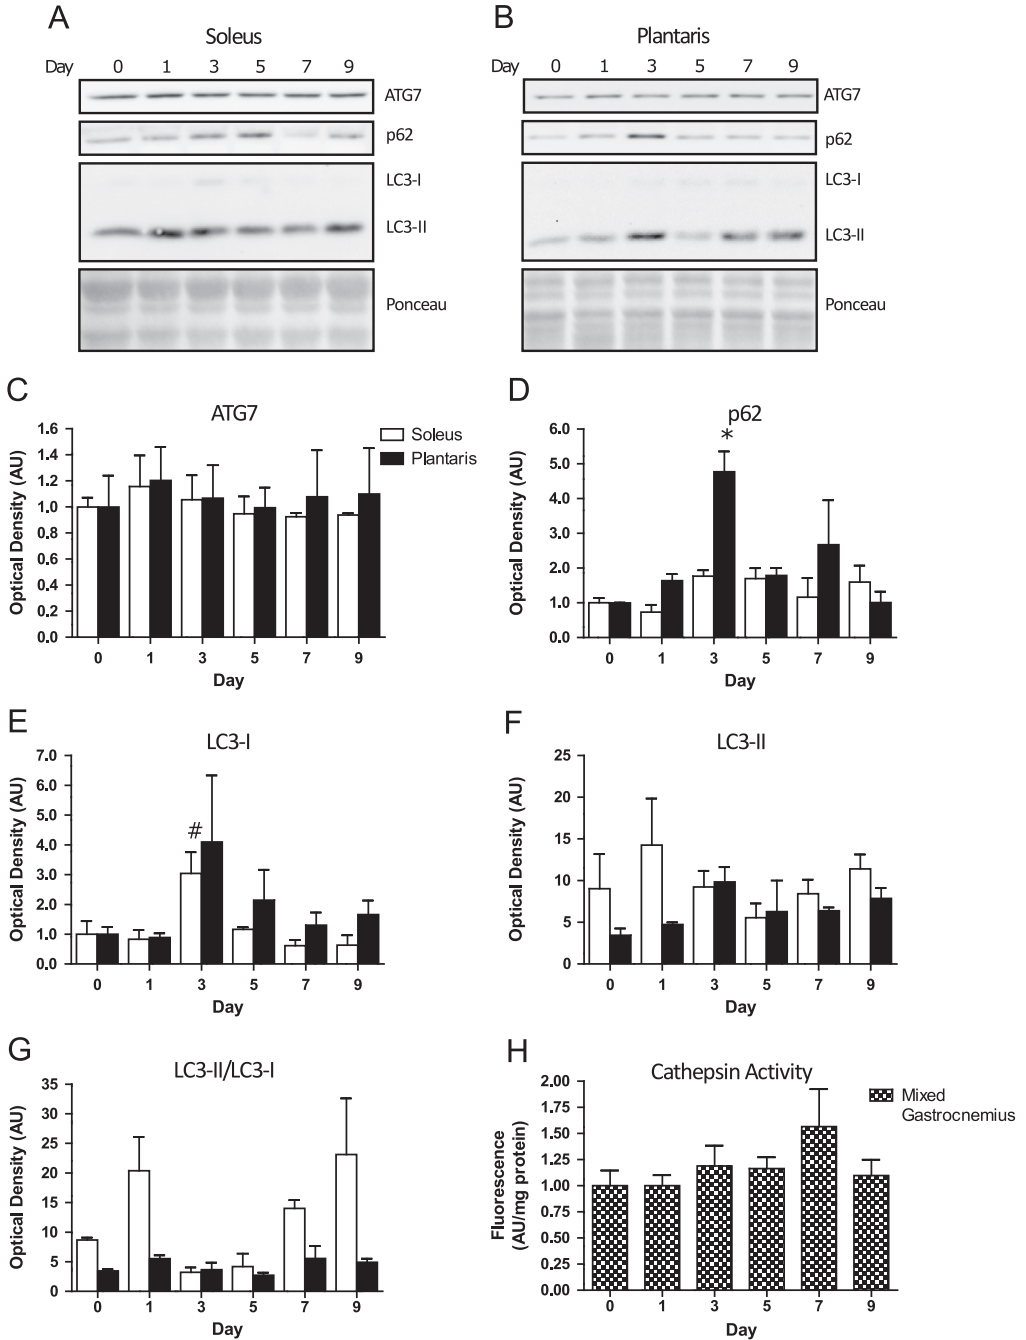 A
Soleus
Day 0 1 3 5 7 9
ATG7
p62
LC3-I
LC3-II
Ponceau
B
Plantaris
Day 0 1 3 5 7 9
ATG7
p62
LC3-I
LC3-II
Ponceau
C
ATG7
Optical Density (AU)
1.6
1.4
1.2
1.0
0.8
0.6
0.4
0.2
0.0
0 1 3 5 7 9
Day
Soleus
Plantaris
D
p62
*
Optical Density (AU)
6.0
5.0
4.0
3.0
2.0
1.0
0.0
0 1 3 5 7 9
Day
E
LC3-I
#
Optical Density (AU)
7.0
6.0
5.0
4.0
3.0
2.0
1.0
0.0
0 1 3 5 7 9
Day
F
LC3-II
Optical Density (AU)
25
20
15
10
5
0
0 1 3 5 7 9
Day
G
LC3-II/LC3-I
Optical Density (AU)
35
30
25
20
15
10
5
0
0 1 3 5 7 9
Day
H
Cathepsin Activity
Fluorescence
(AU/mg protein)
2.00
1.75
1.50
1.25
1.00
0.75
0.50
0.25
0.00
0 1 3 5 7 9
Day
Mixed
Gastrocnemius